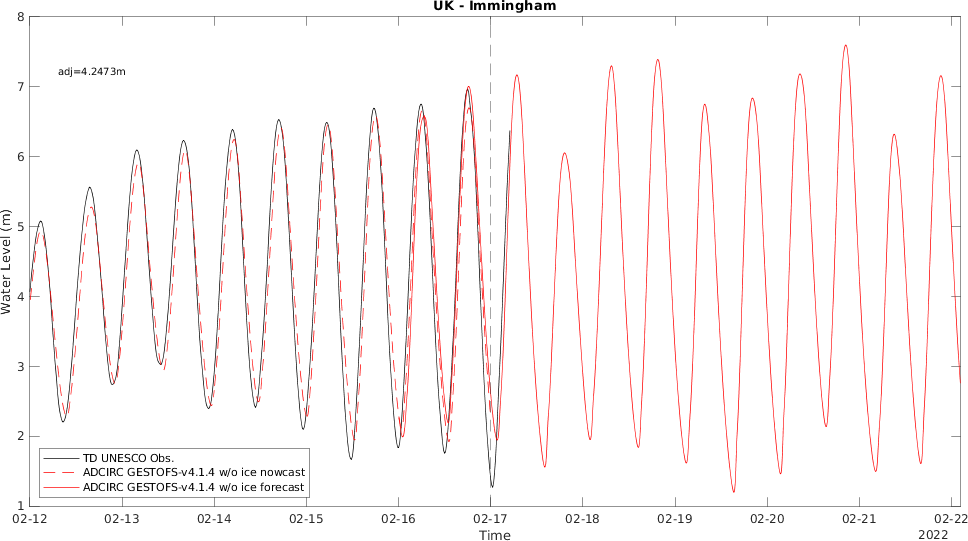 UK - Immingham
8
7
6
5
4
3
2
1
Water Level (m)
adj=4.2473m
TD UNESCO Obs.
ADCIRC GESTOFS-v4.1.4 w/o ice nowcast
ADCIRC GESTOFS-v4.1.4 w/o ice forecast
02-12 02-13 02-14 02-15 02-16 02-17 02-18 02-19 02-20 02-21 02-22
Time
2022